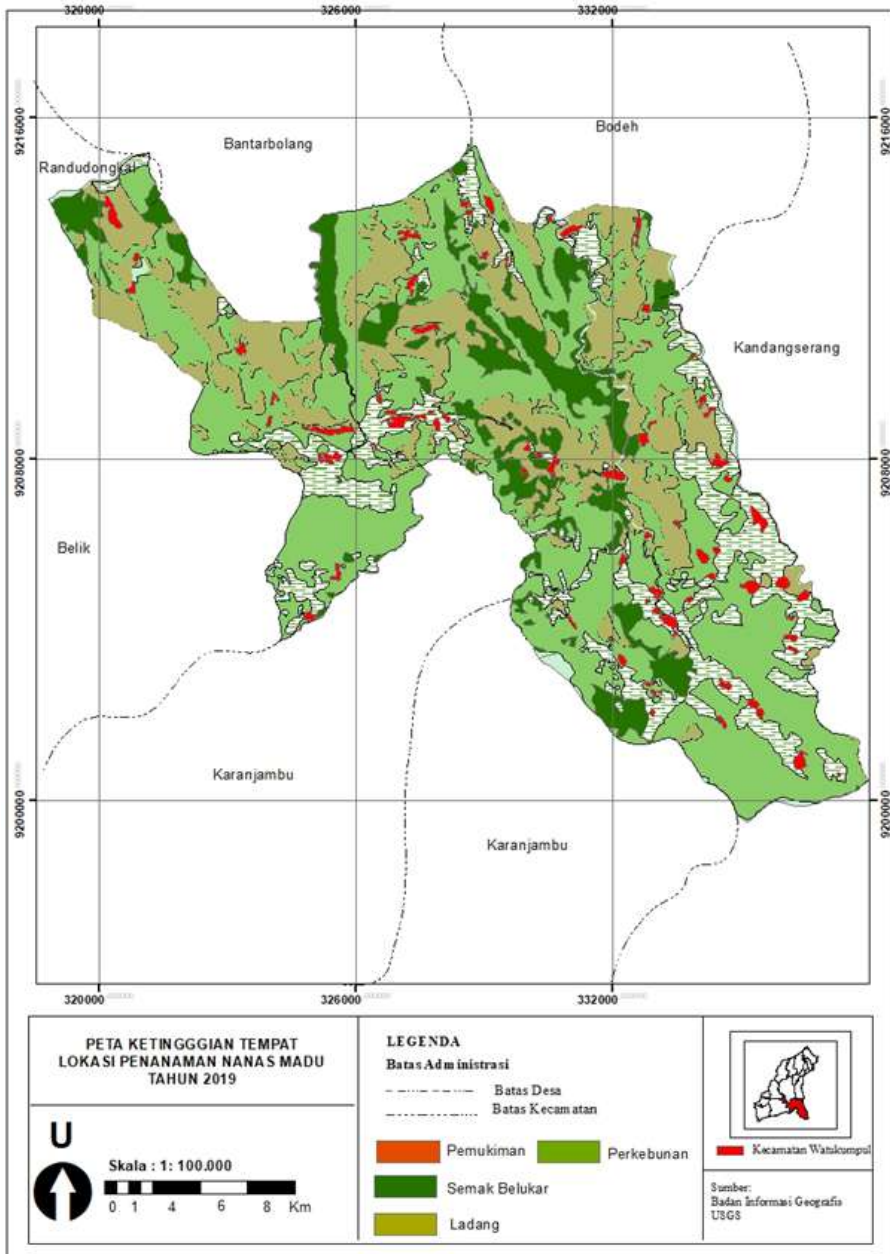 320000 326000 332000
9216000 9216000
Bodeh
Bantarbolang
Randudongkal
Kandangserang
9208000 9208000
Belik
Karanjambu
9200000 9200000
Karanjambu
320000 326000 332000
PETA KETINGGGIAN TEMPAT
LOKASI PENANAMAN NANAS MADU
TAHUN 2019
U
Skala : 1: 100.000
0 1 4 6 8 Km
LEGENDA
Batas Administrasi
Batas Desa
Batas Kecamatan
Pemukiman
Perkebunan
Semak Belukar
Ladang
Kecamatan Watukumpul
Sumber:
Badan Informasi Geografis
USGS